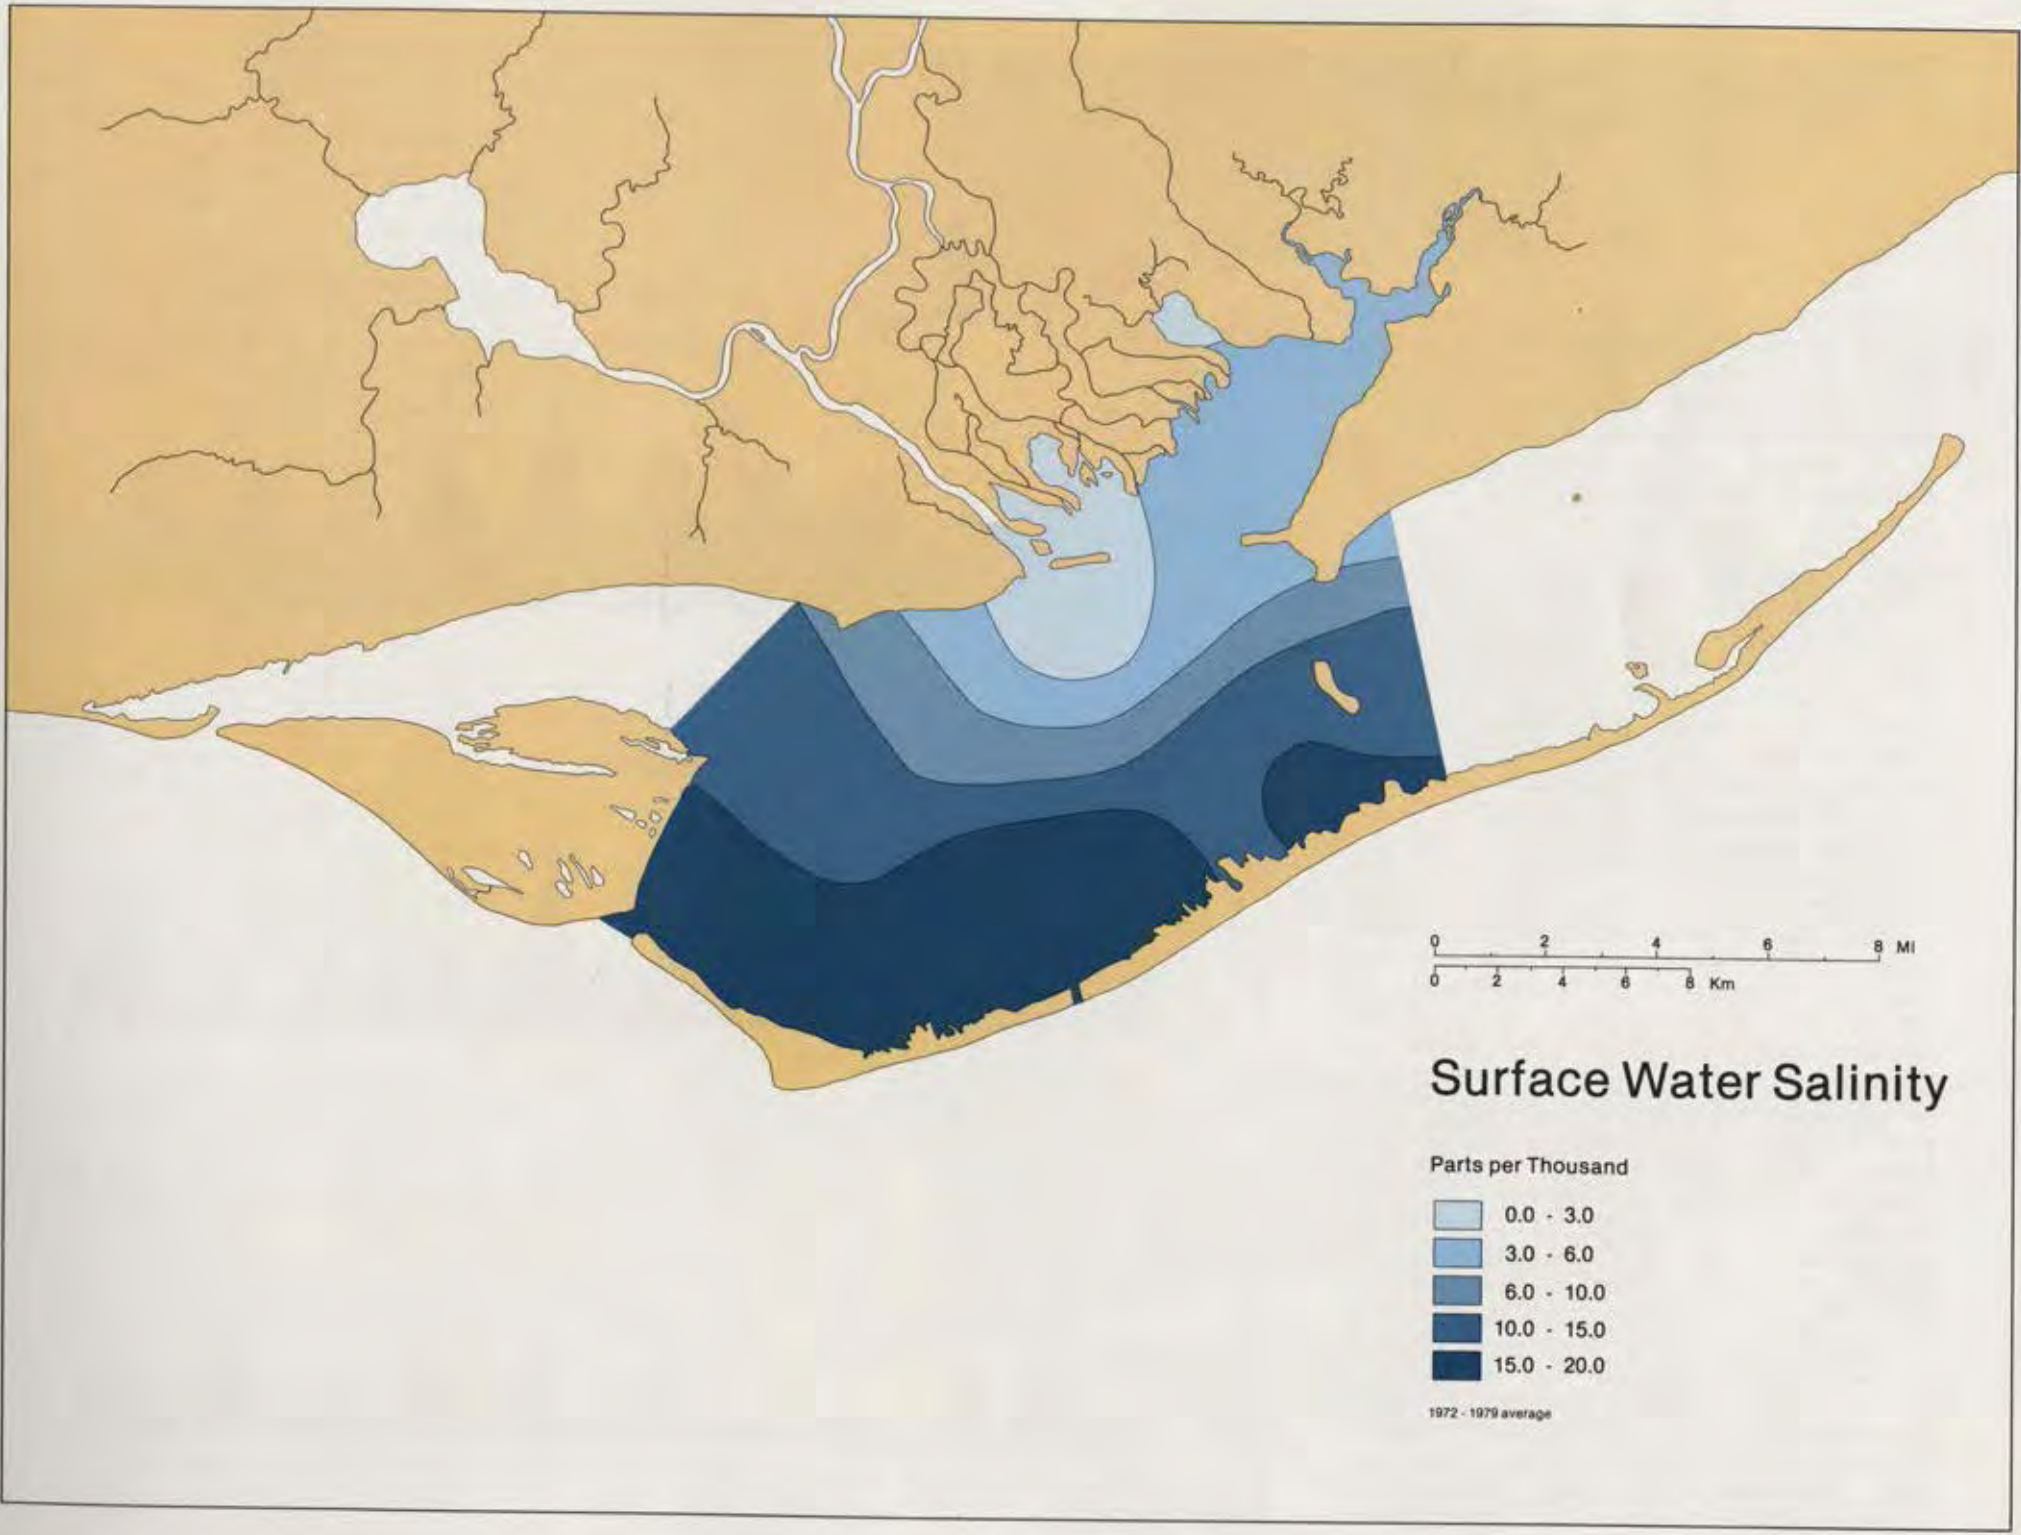 0 2 4 6 8 MI
0 2 4 6 8 Km
Surface Water Salinity
Parts per Thousand
0.0 - 3.0
3.0 - 6.0
6.0 - 10.0
10.0 - 15.0
15.0 - 20.0
1972 - 1979 average